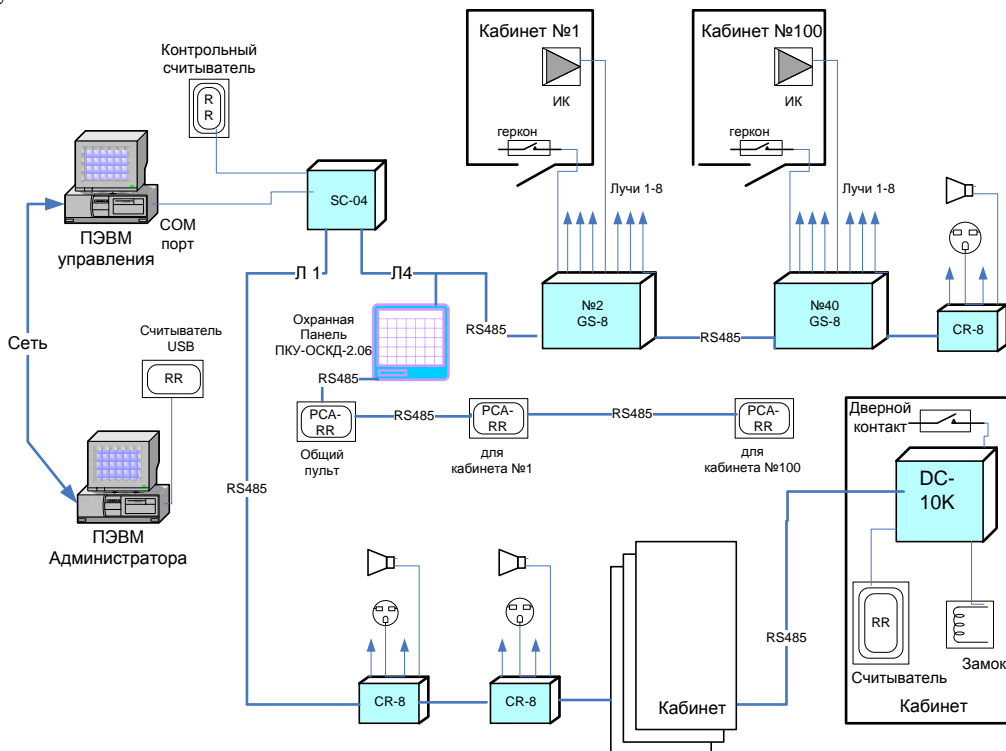 Кабинет №1
Кабинет №100
Контрольный
считыватель
R
R
ИК
ИК
геркон
геркон
SC-04
Лучи 1-8
Лучи 1-8
COM
порт
ПЭВМ
управления
Л 1
Л4
№2
GS-8
№40
GS-8
CR-8
RS485
RS485
Сеть
Считыватель
USB
RR
Охранная
Панель
ПКУ-ОСКД-2.06
RS485
PCA-
RR
RS485
PCA-
RR
RS485
PCA-
RR
Общий
пульт
для
кабинета №1
для
кабинета №100
Дверной
контакт
DC-
10K
RS485
ПЭВМ
Администратора
RR
Считыватель
Замок
RS485
CR-8
CR-8
Кабинет
Кабинет